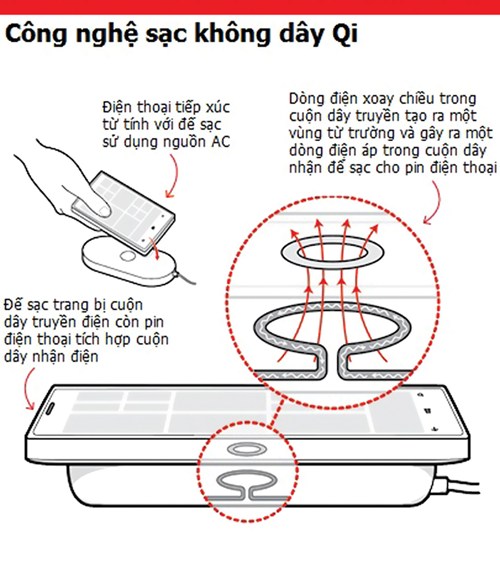 Công nghệ sạc không dây Qi
Điện thoại tiếp xúc
từ tính với đế sạc
sử dụng nguồn AC
Dòng điện xoay chiều trong
cuộn dây truyền tạo ra một
vùng từ trường và gây ra một
dòng điện áp trong cuộn dây
nhận để sạc cho pin điện thoại
Đế sạc trang bị cuộn
dây truyền điện còn pin
điện thoại tích hợp cuộn
dây nhận điện